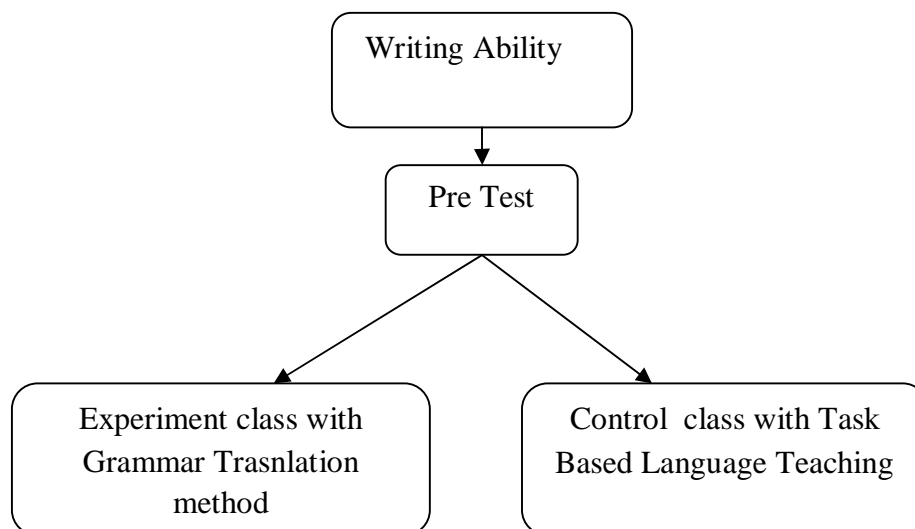 Writing Ability
Pre Test
Experiment class with
Grammar Trasnlation
method
Control class with Task
Based Language Teaching